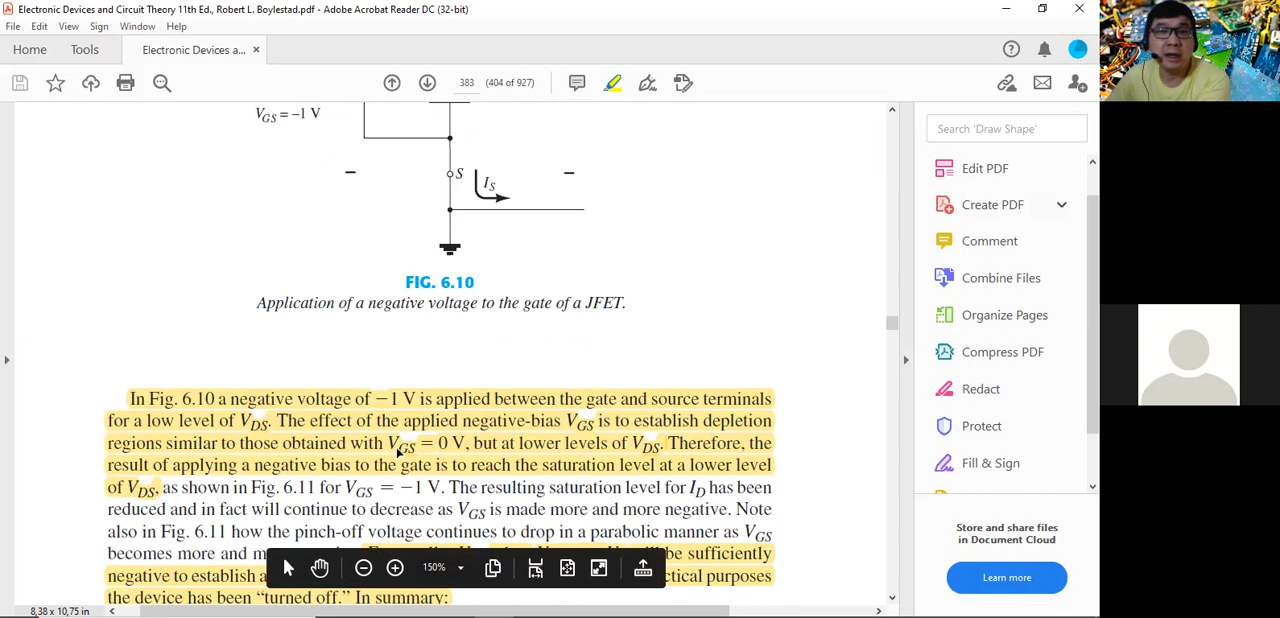 Electronic Devices and Circuit Theory 11th Ed., Robert L. Boylestad.pdf - Adobe Acrobat Reader DC (32-bit)
File Edit View Sign Window Help
Home Tools Electronic Devices a... ×
383 (404 of 927)
VGS = −1 V
−
−
S
IS
FIG. 6.10
Application of a negative voltage to the gate of a JFET.
In Fig. 6.10 a negative voltage of −1 V is applied between the gate and source terminals
for a low level of VDS. The effect of the applied negative-bias VGS is to establish depletion
regions similar to those obtained with VGS = 0 V, but at lower levels of VDS. Therefore, the
result of applying a negative bias to the gate is to reach the saturation level at a lower level
of VDS, as shown in Fig. 6.11 for VGS = −1 V. The resulting saturation level for ID has been
reduced and in fact will continue to decrease as VGS is made more and more negative. Note
also in Fig. 6.11 how the pinch-off voltage continues to drop in a parabolic manner as VGS
becomes more and m
be sufficiently
negative to establish a
ctical purposes
the device has been “turned off.” In summary:
150%
8,38 x 10,75 in
Search 'Draw Shape'
Edit PDF
Create PDF
Comment
Combine Files
Organize Pages
Compress PDF
Redact
Protect
Fill & Sign
Store and share files
in Document Cloud
Learn more